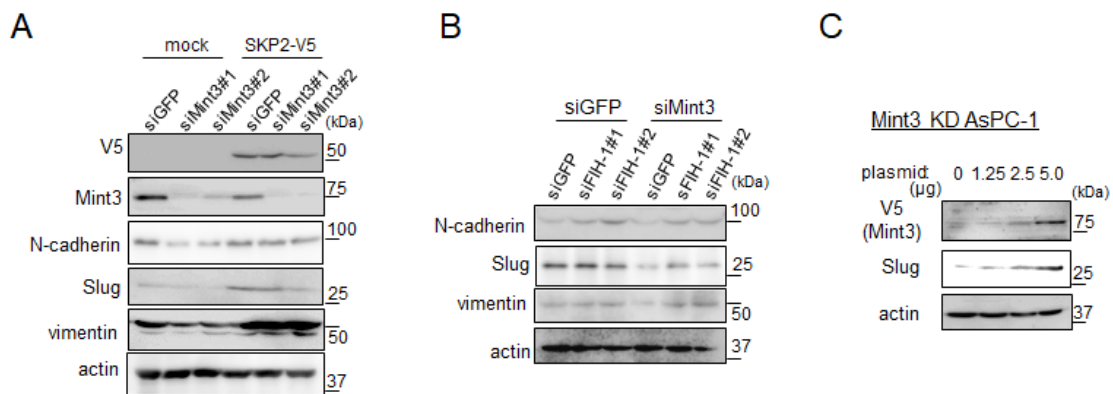 A
mock SKP2-V5
siGFP siMint3#1 siMint3#2 siGFP siMint3#1 siMint3#2 (kDa)
V5 50
Mint3 75
N-cadherin 100
Slug 25
vimentin 50
actin 37
B
siGFP siMint3
siGFP siFIH-1#1 siFIH-1#2 siGFP sFIH-1#1 siFIH-1#2 (kDa)
N-cadherin 100
Slug 25
vimentin 50
actin 37
C
Mint3 KD AsPC-1
plasmid: 0 1.25 2.5 5.0
(µg) (kDa)
V5
(Mint3) 75
Slug 25
actin 37